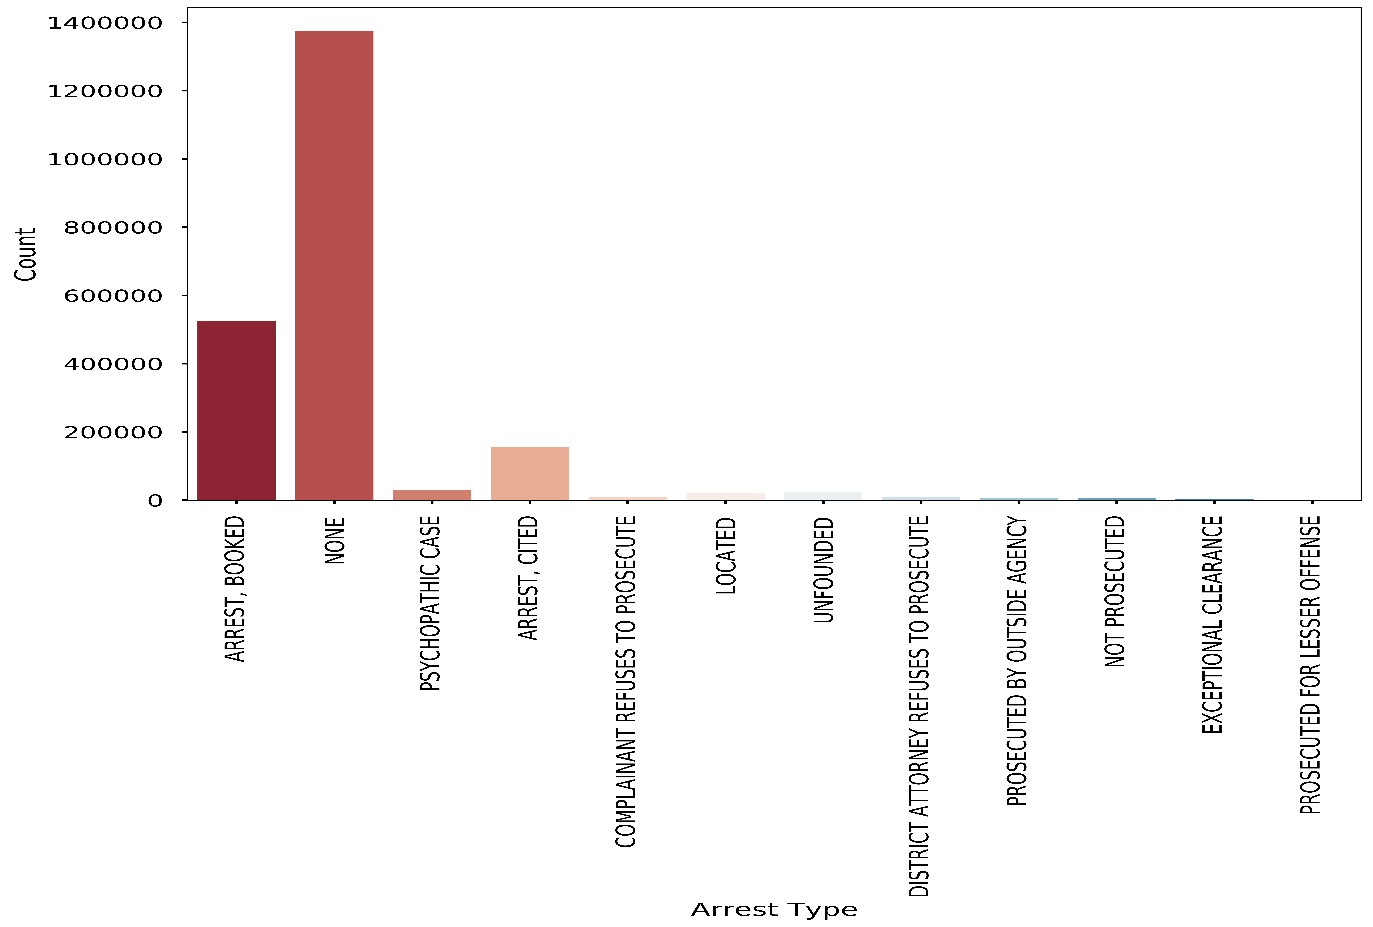 1400000
1200000
1000000
800000
600000
400000
200000
0
Count
ARREST, BOOKED
NONE
PSYCHOPATHIC CASE
ARREST, CITED
COMPLAINANT REFUSES TO PROSECUTE
LOCATED
UNFOUNDED
DISTRICT ATTORNEY REFUSES TO PROSECUTE
PROSECUTED BY OUTSIDE AGENCY
NOT PROSECUTED
EXCEPTIONAL CLEARANCE
PROSECUTED FOR LESSER OFFENSE
Arrest Type